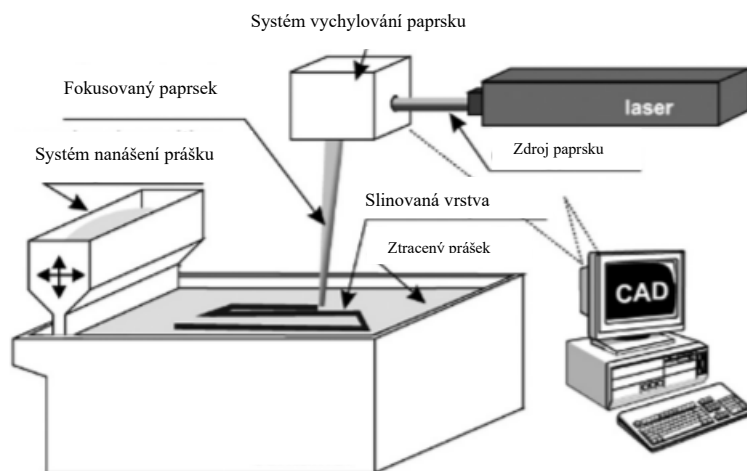 Systém vychylování paprsku
Fokusovaný paprsek
laser
Systém nanášení prášku
Zdroj paprsku
Slinovaná vrstva
Ztracený prášek
CAD